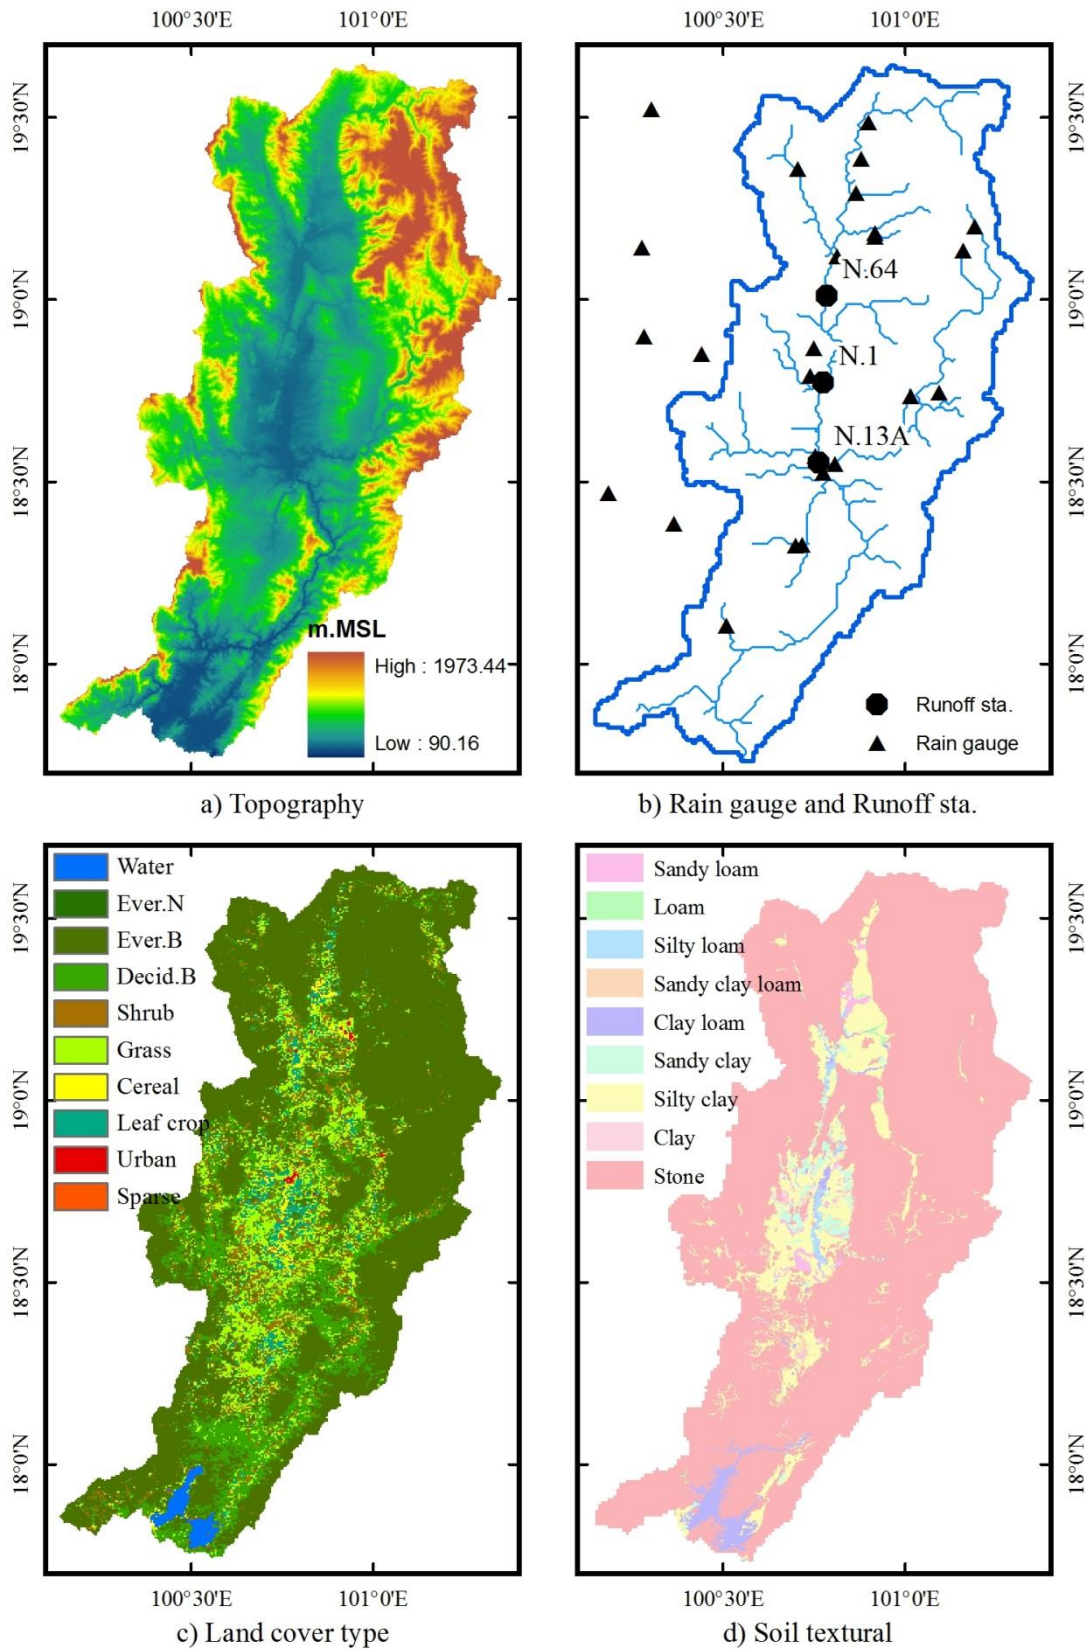 100°30'E 101°0'E 100°30'E 101°0'E
19°30'N
19°0'N
18°30'N
18°0'N
m.MSL
High : 1973.44
Low : 90.16
N.64
N.1
N.13A
Runoff sta.
Rain gauge
19°30'N
19°0'N
18°30'N
18°0'N
a) Topography
b) Rain gauge and Runoff sta.
19°30'N
19°0'N
18°30'N
18°0'N
Water
Ever.N
Ever.B
Decid.B
Shrub
Grass
Cereal
Leaf crop
Urban
Sparse
Sandy loam
Loam
Silty loam
Sandy clay loam
Clay loam
Sandy clay
Silty clay
Clay
Stone
19°30'N
19°0'N
18°30'N
18°0'N
100°30'E 101°0'E 100°30'E 101°0'E
c) Land cover type
d) Soil textural